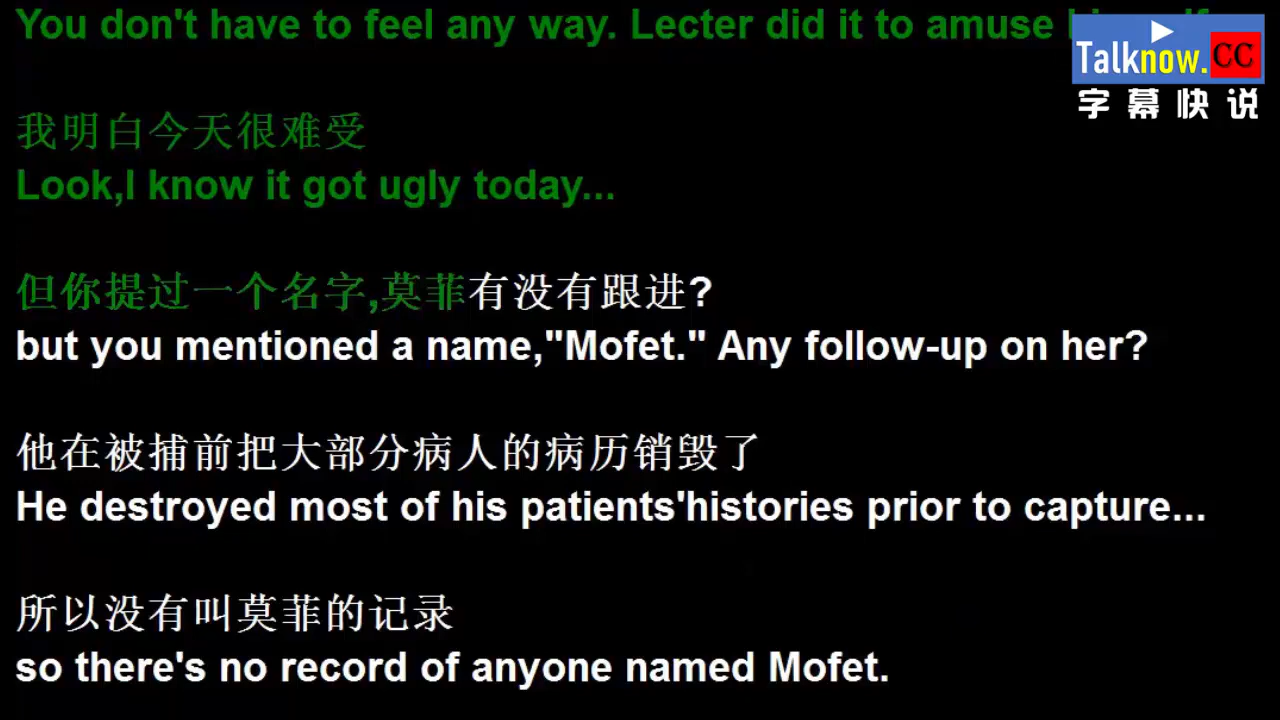 You don't have to feel any way. Lecter did it to amuse
Talknow.CC
字幕快说
我明白今天很难受
Look,I know it got ugly today...
但你提过一个名字,莫菲有没有跟进?
but you mentioned a name,"Mofet." Any follow-up on her?
他在被捕前把大部分病人的病历销毁了
He destroyed most of his patients'histories prior to capture...
所以没有叫莫菲的记录
so there's no record of anyone named Mofet.